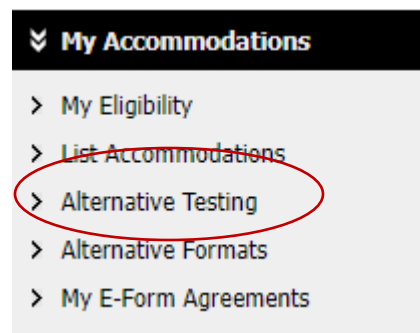 My Accommodations
My Eligibility
List Accommodations
Alternative Testing
Alternative Formats
My E-Form Agreements